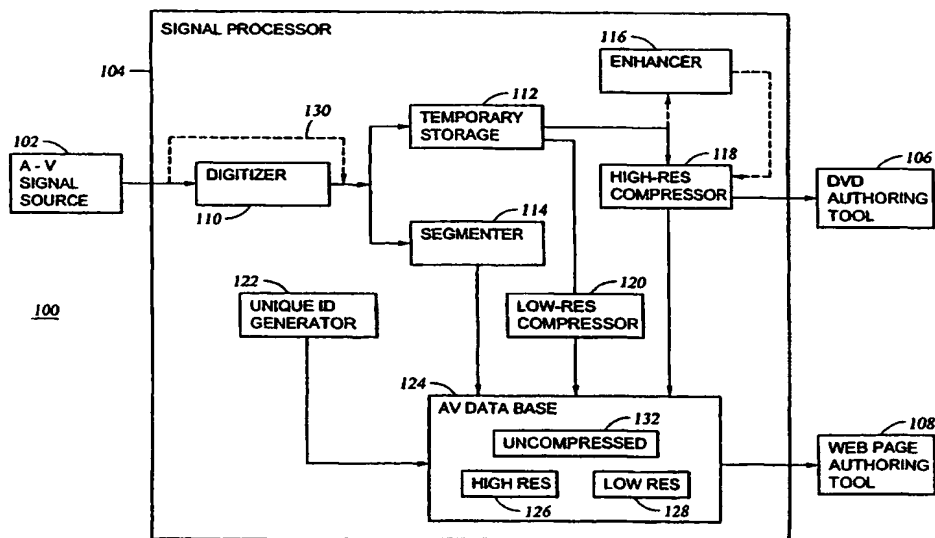 SIGNAL PROCESSOR
116
ENHANCER
104
112
TEMPORARY
STORAGE
130
102
A - V
SIGNAL
SOURCE
DIGITIZER
110
118
HIGH-RES
COMPRESSOR
106
DVD
AUTHORING
TOOL
114
SEGMENTER
122
UNIQUE ID
GENERATOR
120
LOW-RES
COMPRESSOR
100
124
AV DATA BASE
132
UNCOMPRESSED
HIGH RES
126
LOW RES
128
108
WEB PAGE
AUTHORING
TOOL